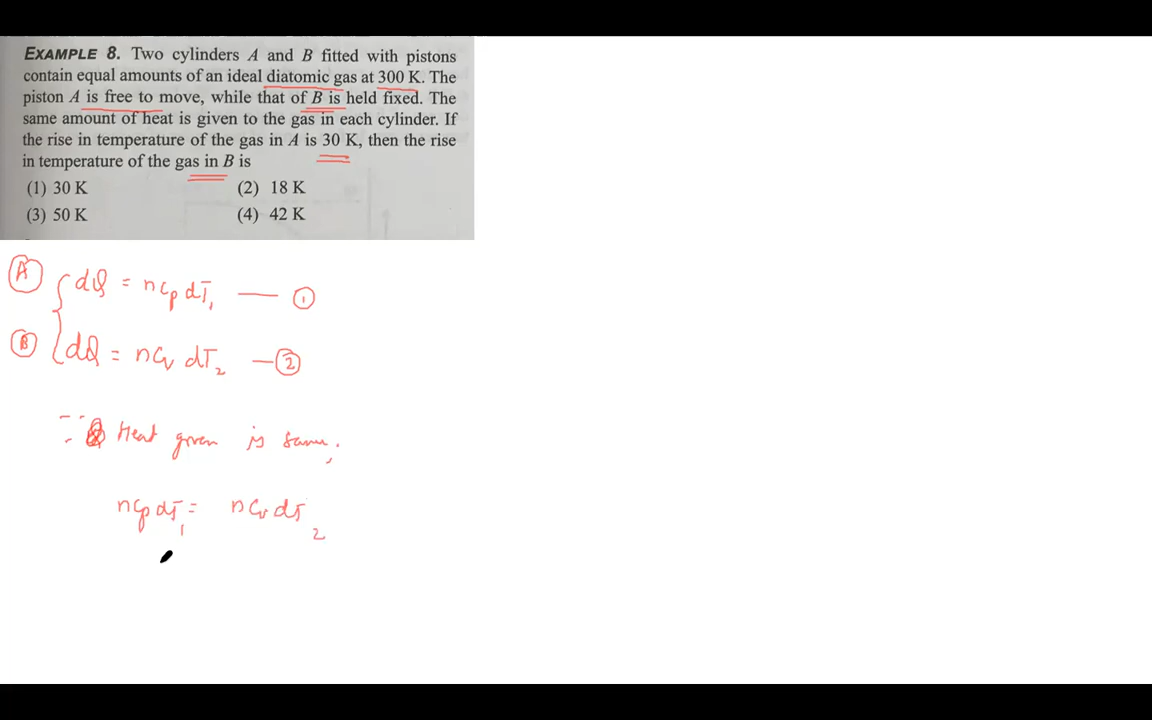 EXAMPLE 8. Two cylinders A and B fitted with pistons
contain equal amounts of an ideal diatomic gas at 300 K. The
piston A is free to move, while that of B is held fixed. The
same amount of heat is given to the gas in each cylinder. If
the rise in temperature of the gas in A is 30 K, then the rise
in temperature of the gas in B is
(1) 30 K (2) 18 K
(3) 50 K (4) 42 K
A dQ = nCp dT1 — 1
B dQ = nCv dT2 — 2
∵ Heat given is same,
nCp dT1 = nCv dT2